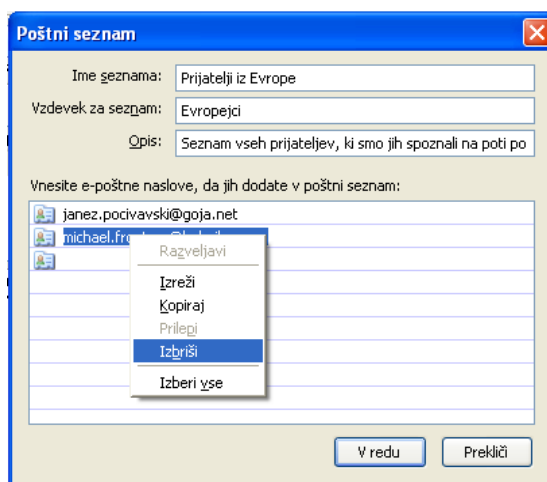 Poštni seznam
Ime seznama: Prijatelji iz Evrope
Vzdevek za seznam: Evropejci
Opis: Seznam vseh prijateljev, ki smo jih spoznali na poti po
Vnesite e-poštne naslove, da jih dodate v poštni seznam:
janez.pocivavski@goja.net
Razveljavi
Izreži
Kopiraj
Prilepi
Izbriši
Izberi vse
V redu Prekliči